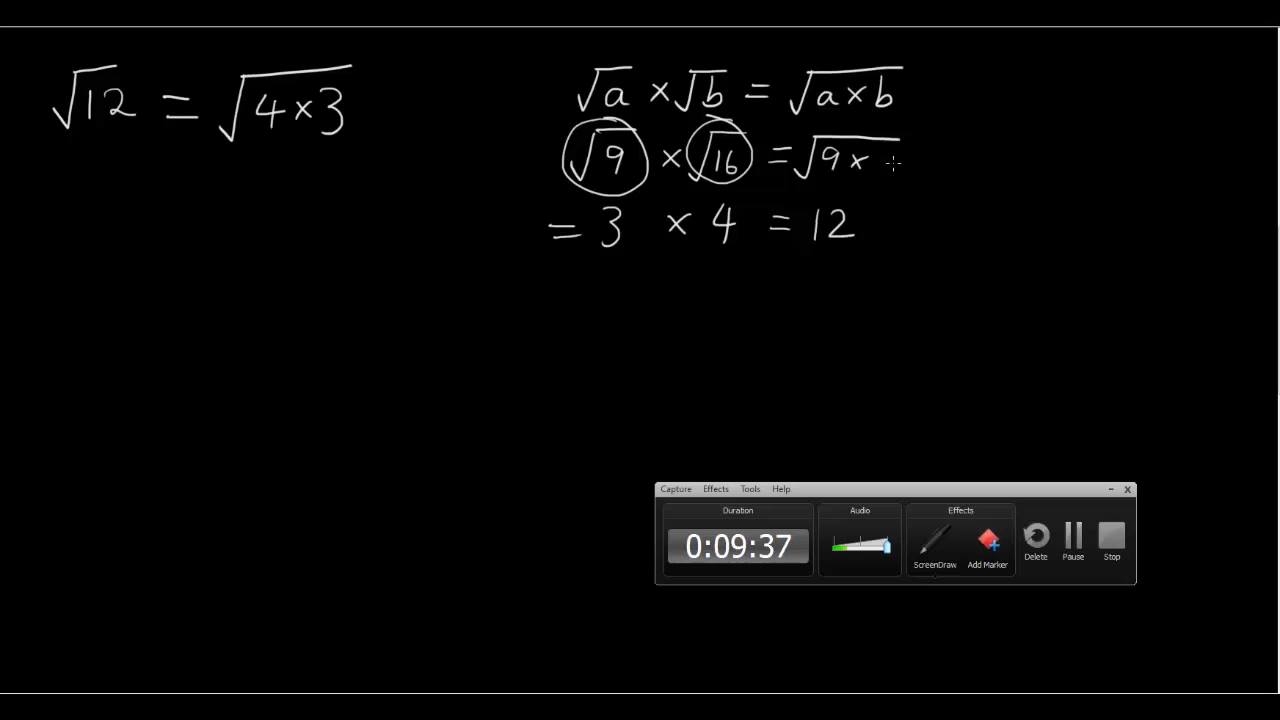 √12 = √4×3
√a × √b = √a×b
√9 × √16 = √9×
= 3 × 4 = 12
Capture Effects Tools Help
Duration Audio Effects
0:09:37
ScreenDraw Add Marker Delete Pause Stop